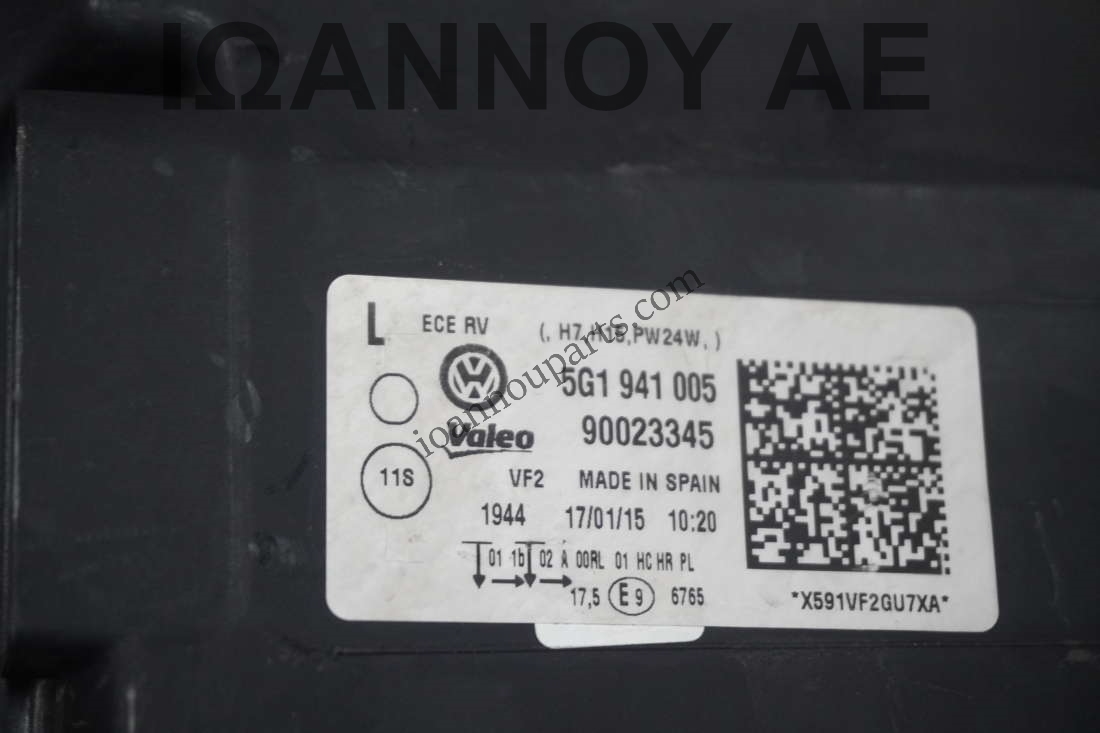 ΙΩΑΝΝΟΥ ΑΕ
L ECE RV (, H7,H15,PW24W, )
5G1 941 005
Valeo 90023345
11S
VF2 MADE IN SPAIN
1944 17/01/15 10:20
01 1b 02 A 00RL 01 HC HR PL
17,5 E9 6765
*X591VF2GU7XA*
ioannouparts.com